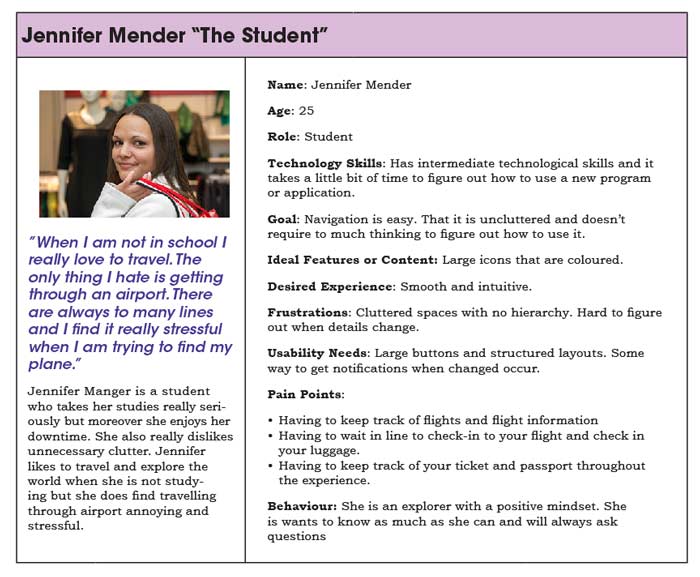 Jennifer Mender “The Student”
”When I am not in school I
really love to travel. The
only thing I hate is getting
through an airport. There
are always to many lines
and I find it really stressful
when I am trying to find my
plane.”
Jennifer Manger is a student
who takes her studies really seri-
ously but moreover she enjoys her
downtime. She also really dislikes
unnecessary clutter. Jennifer
likes to travel and explore the
world when she is not study-
ing but she does find travelling
through airport annoying and
stressful.
Name: Jennifer Mender
Age: 25
Role: Student
Technology Skills: Has intermediate technological skills and it
takes a little bit of time to figure out how to use a new program
or application.
Goal: Navigation is easy. That it is uncluttered and doesn’t
require to much thinking to figure out how to use it.
Ideal Features or Content: Large icons that are coloured.
Desired Experience: Smooth and intuitive.
Frustrations: Cluttered spaces with no hierarchy. Hard to figure
out when details change.
Usability Needs: Large buttons and structured layouts. Some
way to get notifications when changed occur.
Pain Points:
• Having to keep track of flights and flight information
• Having to wait in line to check-in to your flight and check in
your luggage.
• Having to keep track of your ticket and passport throughout
the experience.
Behaviour: She is an explorer with a positive mindset. She
is wants to know as much as she can and will always ask
questions